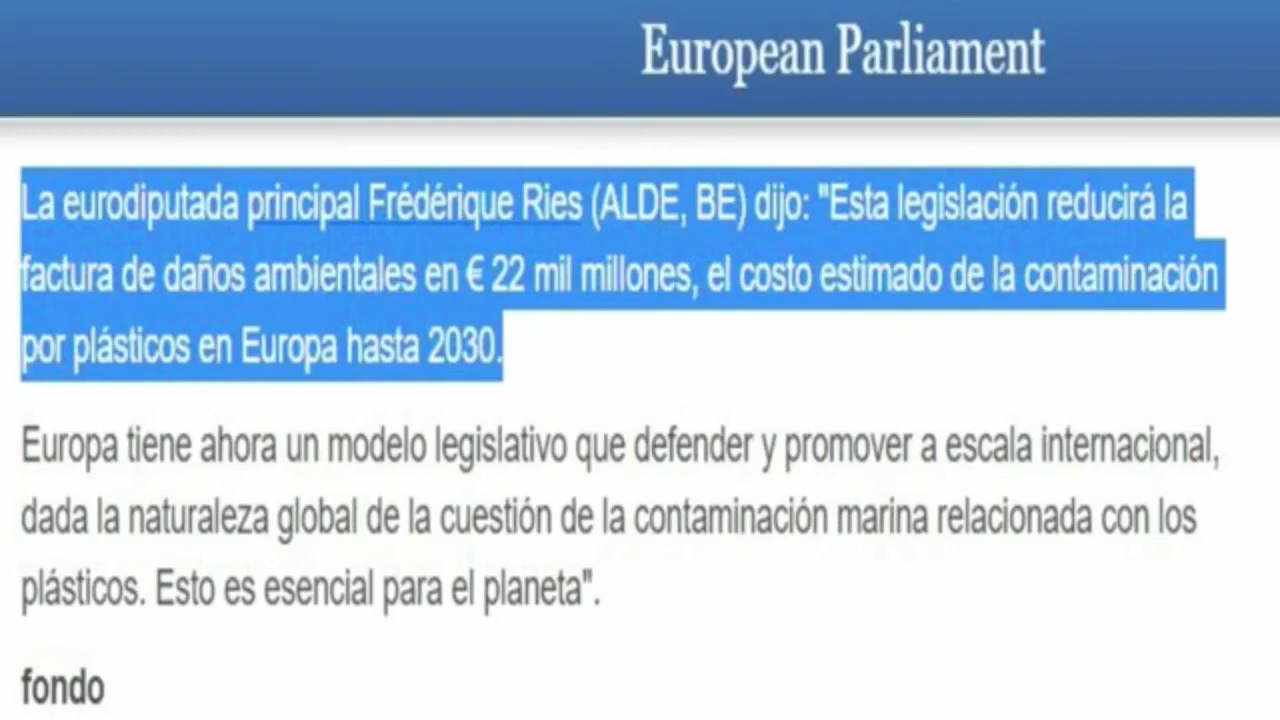 European Parliament
La eurodiputada principal Frédérique Ries (ALDE, BE) dijo: "Esta legislación reducirá la
factura de daños ambientales en € 22 mil millones, el costo estimado de la contaminación
por plásticos en Europa hasta 2030.
Europa tiene ahora un modelo legislativo que defender y promover a escala internacional,
dada la naturaleza global de la cuestión de la contaminación marina relacionada con los
plásticos. Esto es esencial para el planeta".
fondo